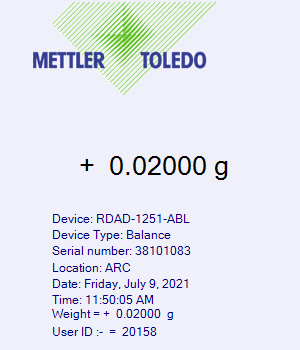 METTLER TOLEDO
+ 0.02000 g
Device: RDAD-1251-ABL
Device Type: Balance
Serial number: 38101083
Location: ARC
Date: Friday, July 9, 2021
Time: 11:50:05 AM
Weight = + 0.02000 g
User ID :- = 20158